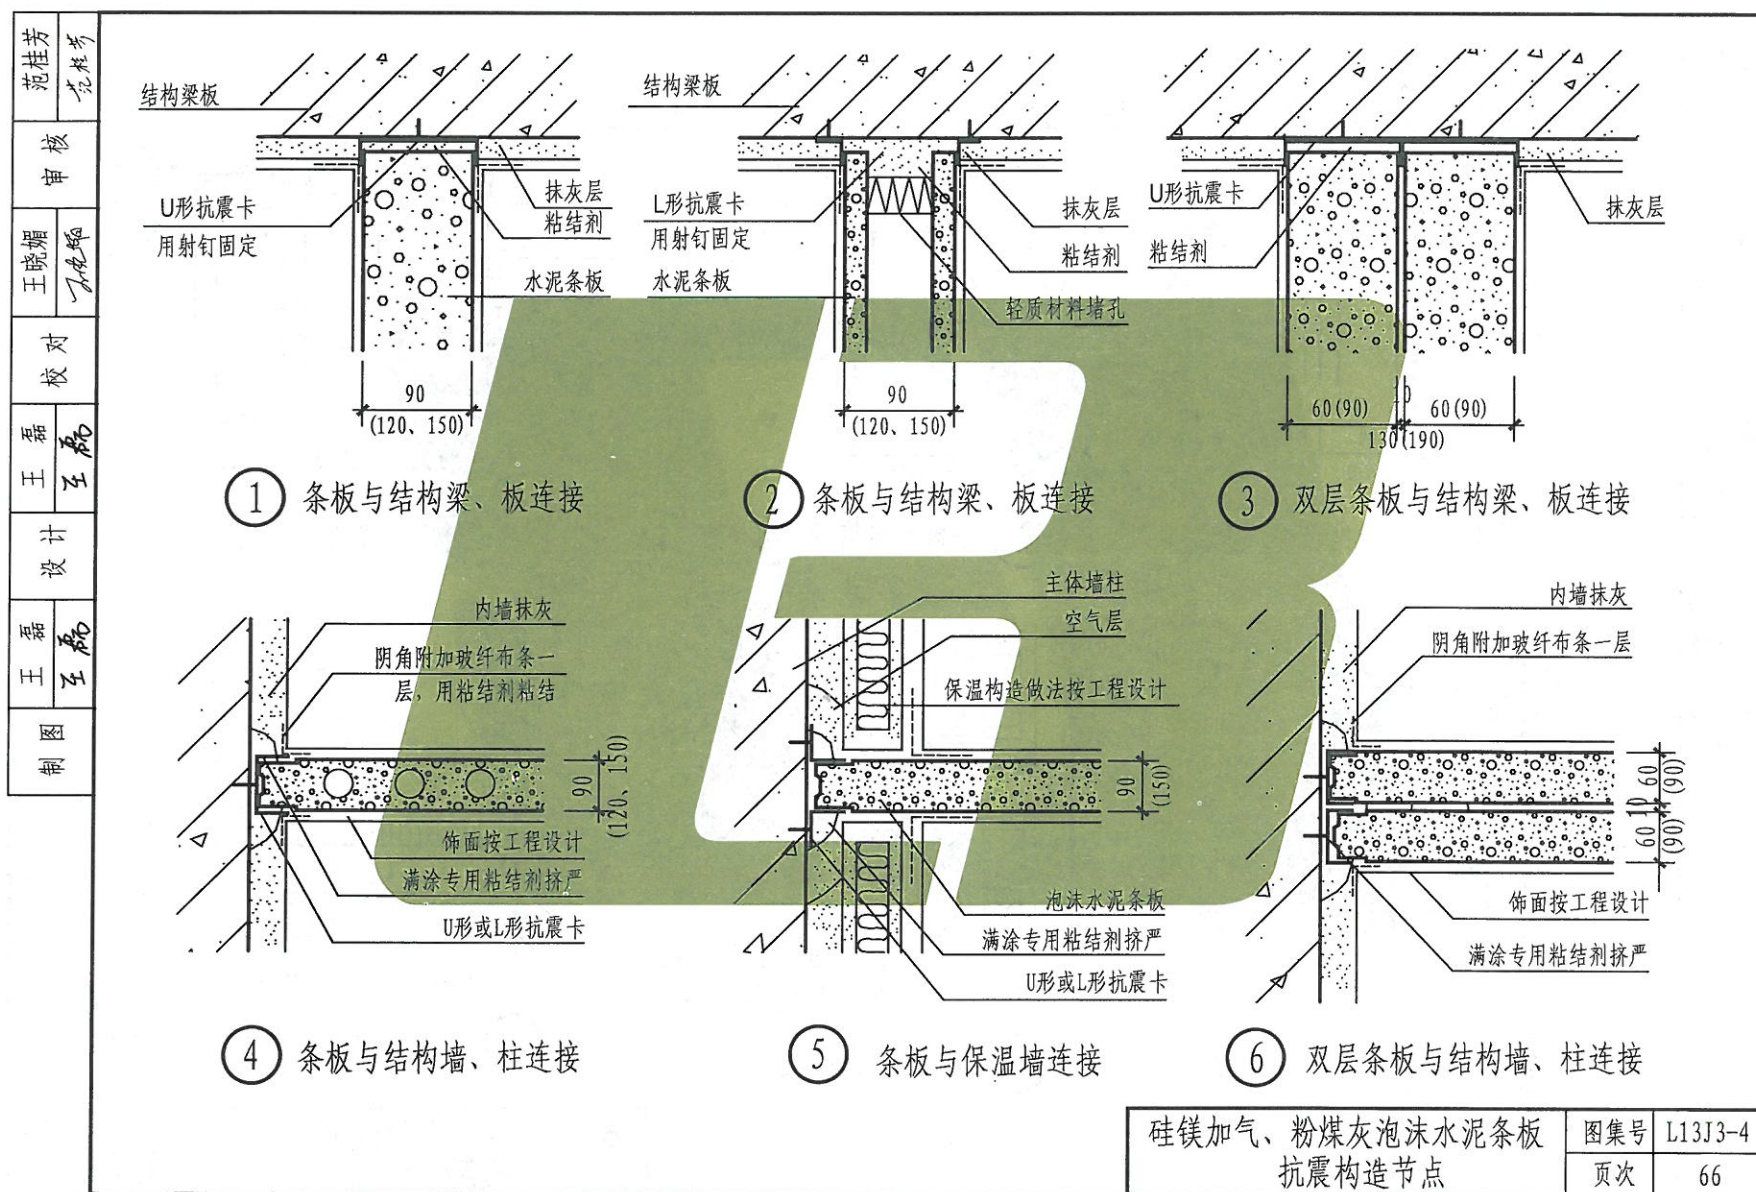 范桂芳
审核
王晓媚
校对
王磊
王磊
设计
王磊
王磊
制图
结构梁板
U形抗震卡
用射钉固定
抹灰层
粘结剂
水泥条板
90
(120、150)
1 条板与结构梁、板连接
结构梁板
L形抗震卡
用射钉固定
水泥条板
抹灰层
粘结剂
轻质材料堵孔
90
(120、150)
2 条板与结构梁、板连接
U形抗震卡
粘结剂
抹灰层
60(90)
60(90)
130(190)
3 双层条板与结构梁、板连接
内墙抹灰
阴角附加玻纤布条一
层，用粘结剂粘结
90
(120、150)
饰面按工程设计
满涂专用粘结剂挤严
U形或L形抗震卡
4 条板与结构墙、柱连接
主体墙柱
空气层
保温构造做法按工程设计
90
(150)
泡沫水泥条板
满涂专用粘结剂挤严
U形或L形抗震卡
5 条板与保温墙连接
内墙抹灰
阴角附加玻纤布条一层
60
(90)
10
60
(90)
饰面按工程设计
满涂专用粘结剂挤严
6 双层条板与结构墙、柱连接
硅镁加气、粉煤灰泡沫水泥条板
抗震构造节点
图集号 L13J3-4
页次 66